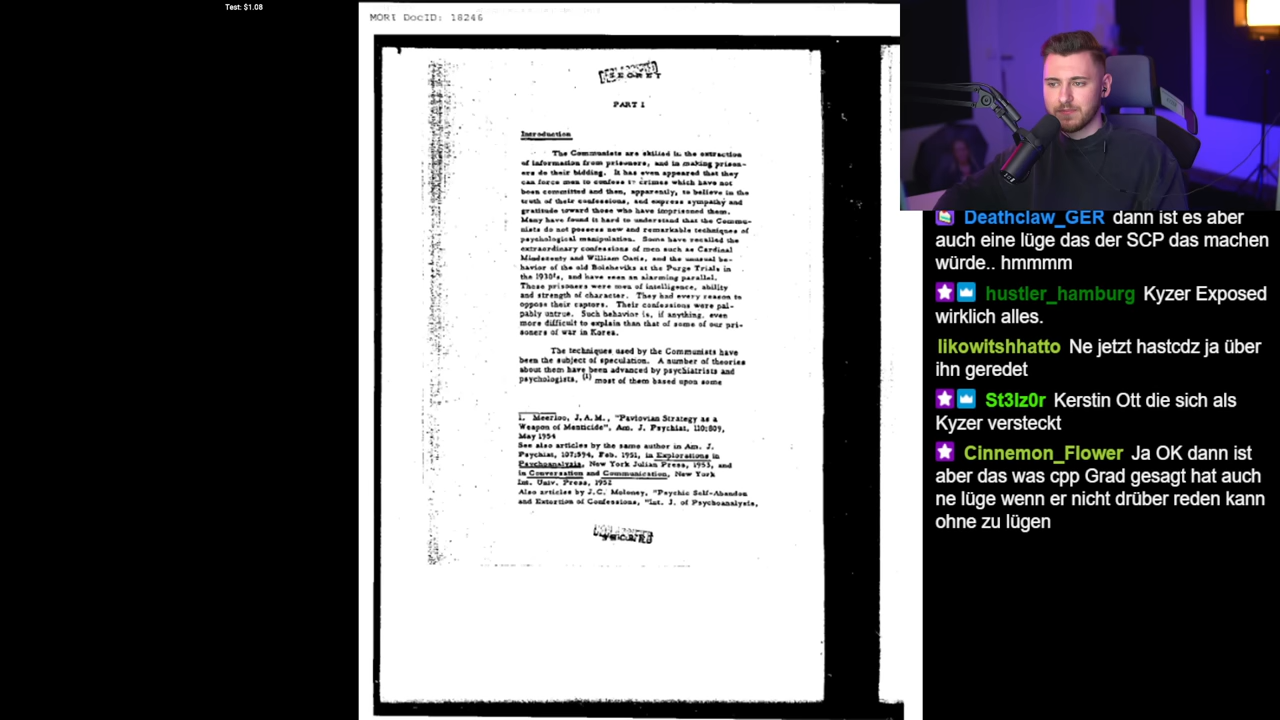 Test: $1.08
MORI DocID: 18246
SECRET
PART I
Introduction
The Communists are skilled in the extraction
of information from prisoners, and in making prison-
ers do their bidding. It has even appeared that they
can force men to confess to crimes which have not
been committed and then, apparently, to believe in the
truth of their confessions, and express sympathy and
gratitude toward those who have imprisoned them.
Many have found it hard to understand that the Commu-
nists do not possess new and remarkable techniques of
psychological manipulation. Some have recalled the
extraordinary confessions of men such as Cardinal
Mindszenty and William Oatis, and the unusual be-
havior of the old Bolsheviks at the Purge Trials in
the 1930's, and have seen an alarming parallel.
These prisoners were men of intelligence, ability
and strength of character. They had every reason to
oppose their captors. Their confessions were pal-
pably untrue. Such behavior is, if anything, even
more difficult to explain than that of some of our pri-
soners of war in Korea.
The techniques used by the Communists have
been the subject of speculation. A number of theories
about them have been advanced by psychiatrists and
psychologists, (1) most of them based upon some
1. Meerloo, J.A.M., "Pavlovian Strategy as a
Weapon of Menticide", Am. J. Psychiat, 110:809,
May 1954
See also articles by the same author in Am. J.
Psychiat, 107:594, Feb. 1951, in Explorations in
Psychoanalysis, New York Julian Press, 1953, and
in Conversation and Communication, New York
Int. Univ. Press, 1952
Also articles by J.C. Moloney, "Psychic Self-Abandon
and Extortion of Confessions, "Int. J. of Psychoanalysis,
Deathclaw_GER dann ist es aber
auch eine lüge das der SCP das machen
würde.. hmmmm
hustler_hamburg Kyzer Exposed
wirklich alles.
likowitshhatto Ne jetzt hastcdz ja über
ihn geredet
St3lz0r Kerstin Ott die sich als
Kyzer versteckt
Cinnemon_Flower Ja OK dann ist
aber das was cpp Grad gesagt hat auch
ne lüge wenn er nicht drüber reden kann
ohne zu lügen